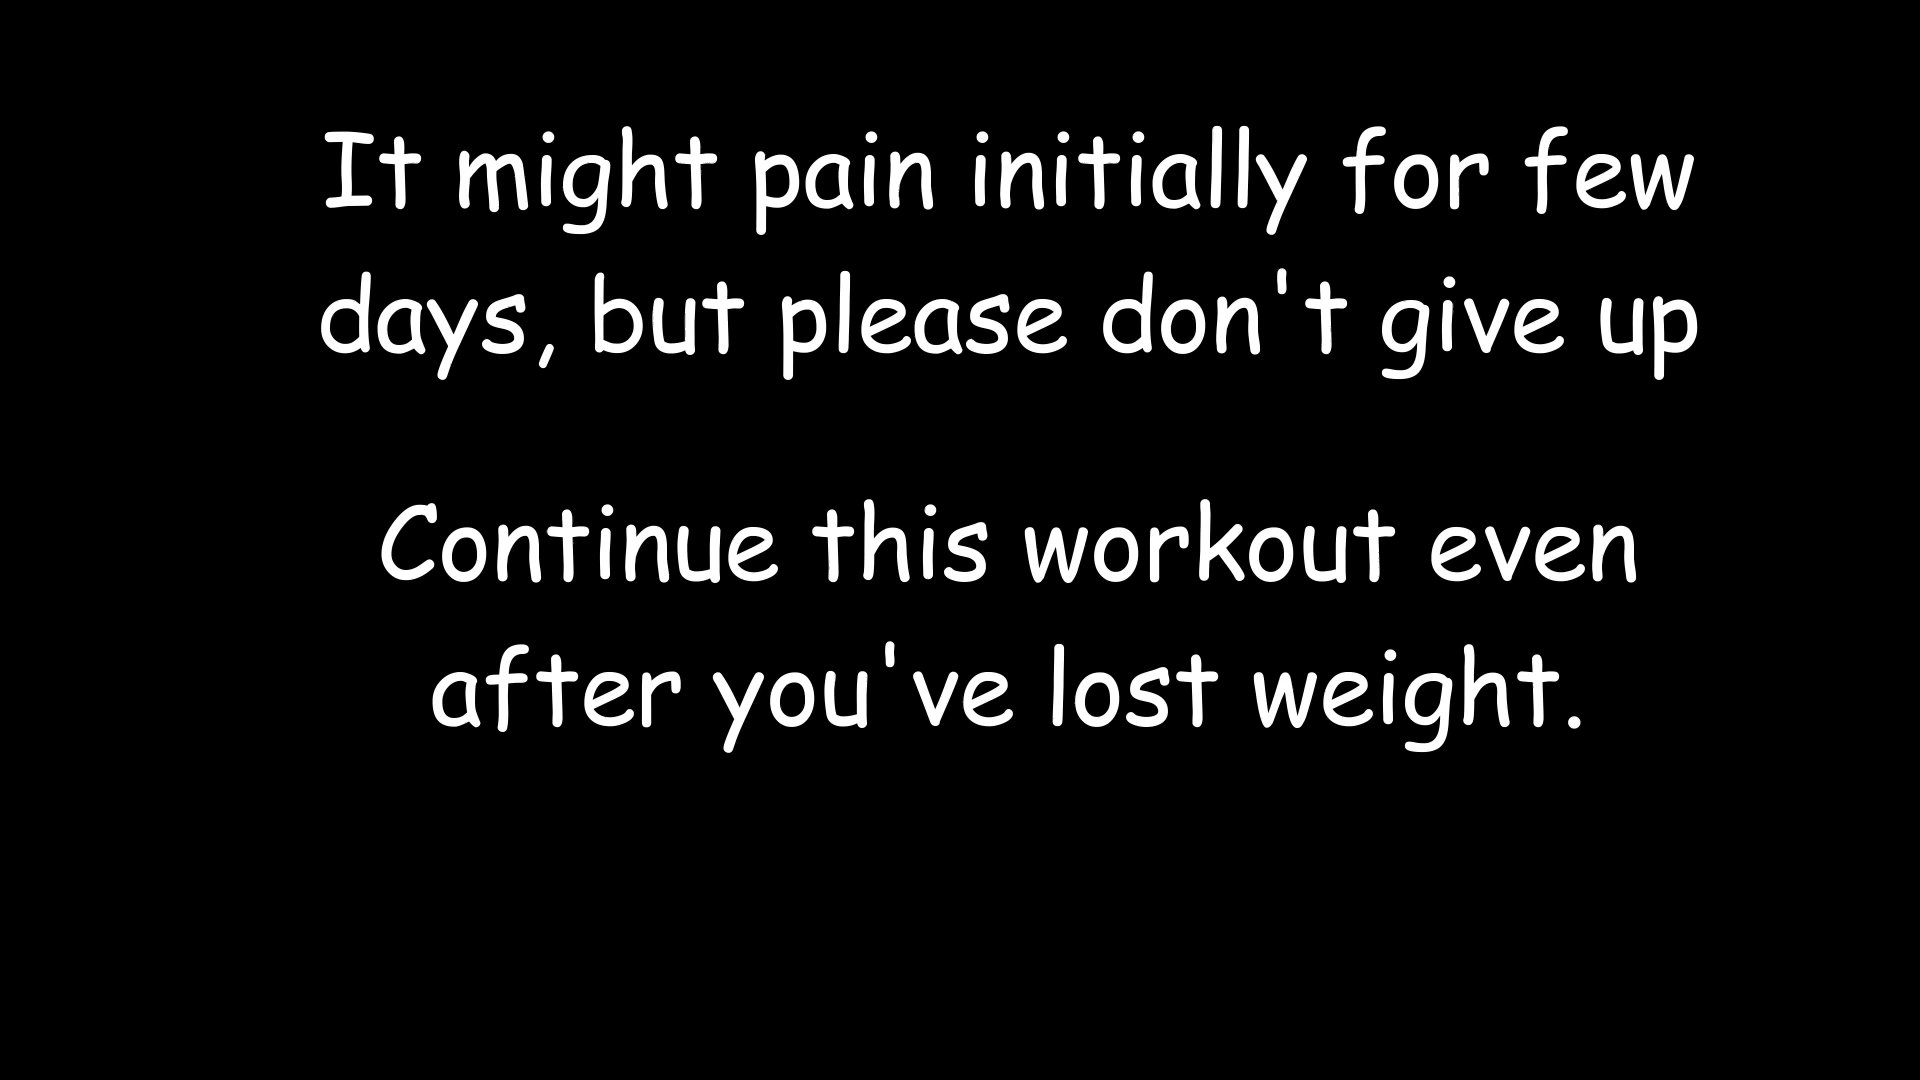 It might pain initially for few
days, but please don't give up
Continue this workout even
after you've lost weight.